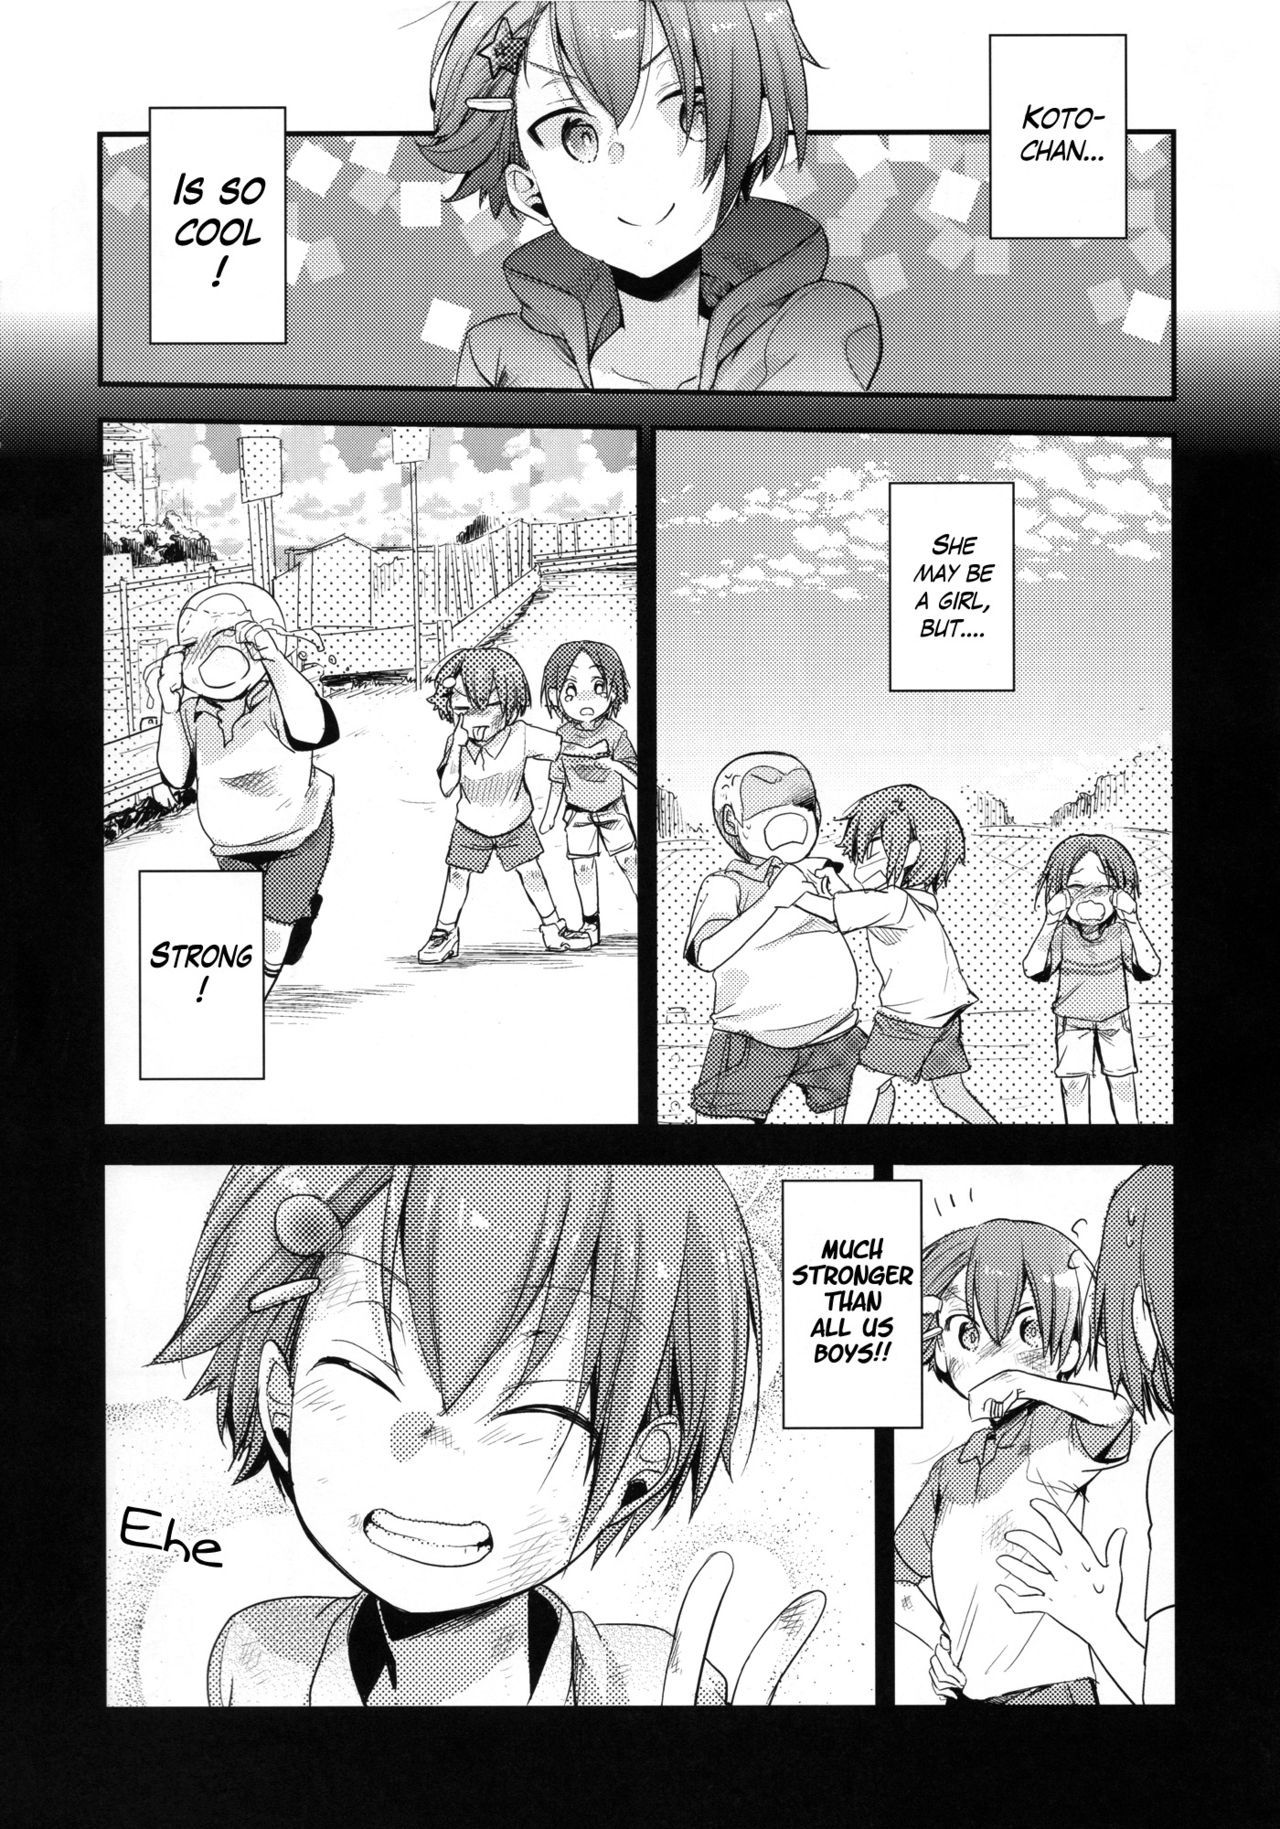 KOTO-
CHAN...
IS SO
COOL
!
SHE
MAY BE
A GIRL,
BUT....
STRONG
!
MUCH
STRONGER
THAN
ALL US
BOYS!!
Ehe